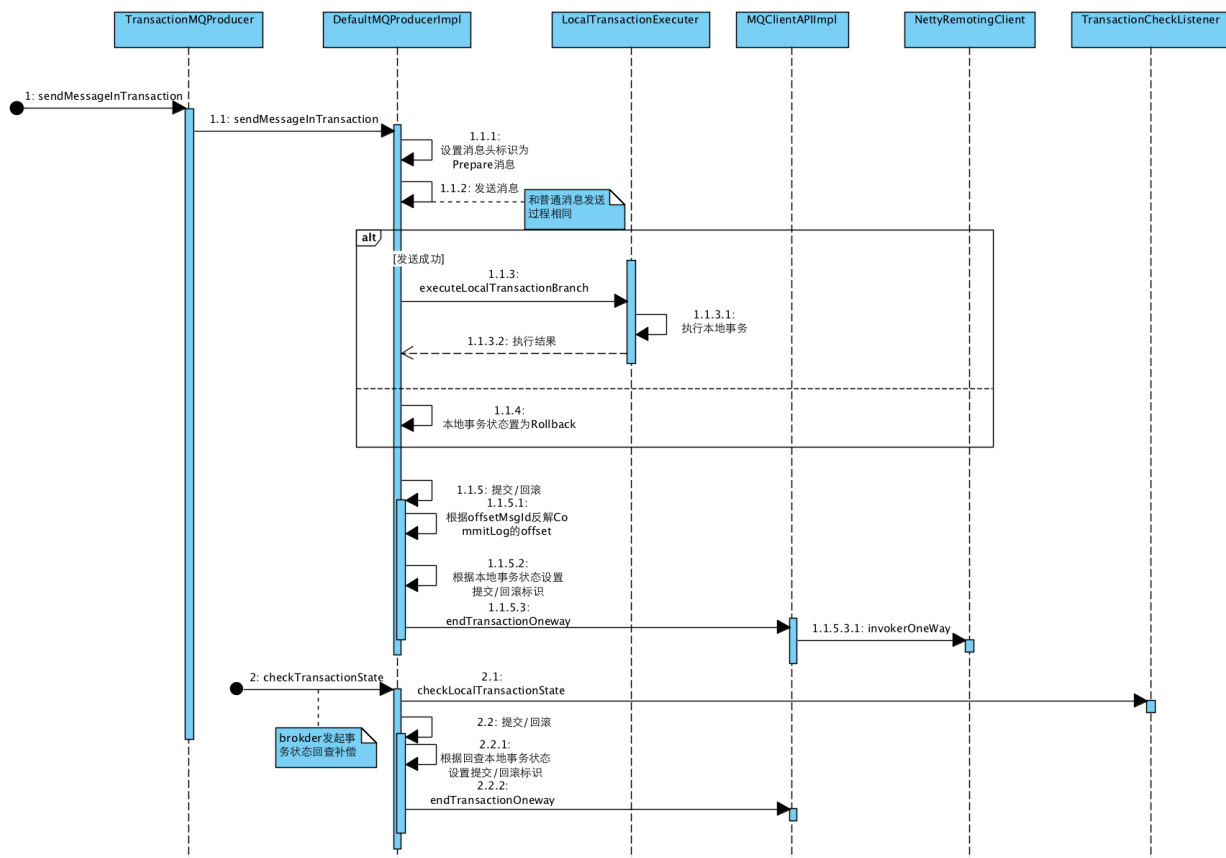 TransactionMQProducer
DefaultMQProducerImpl
LocalTransactionExecuter
MQClientAPIImpl
NettyRemotingClient
TransactionCheckListener
1: sendMessageInTransaction
1.1: sendMessageInTransaction
1.1.1:
设置消息头标识为
Prepare消息
1.1.2: 发送消息
和普通消息发送
过程相同
alt
[发送成功]
1.1.3:
executeLocalTransactionBranch
1.1.3.1:
执行本地事务
1.1.3.2: 执行结果
1.1.4:
本地事务状态置为Rollback
1.1.5: 提交/回滚
1.1.5.1:
根据offsetMsgId反解Co
mmitLog的offset
1.1.5.2:
根据本地事务状态设置
提交/回滚标识
1.1.5.3:
endTransactionOneway
1.1.5.3.1: invokerOneWay
2: checkTransactionState
2.1:
checkLocalTransactionState
brokder发起事
务状态回查补偿
2.2: 提交/回滚
2.2.1:
根据回查本地事务状态
设置提交/回滚标识
2.2.2:
endTransactionOneway